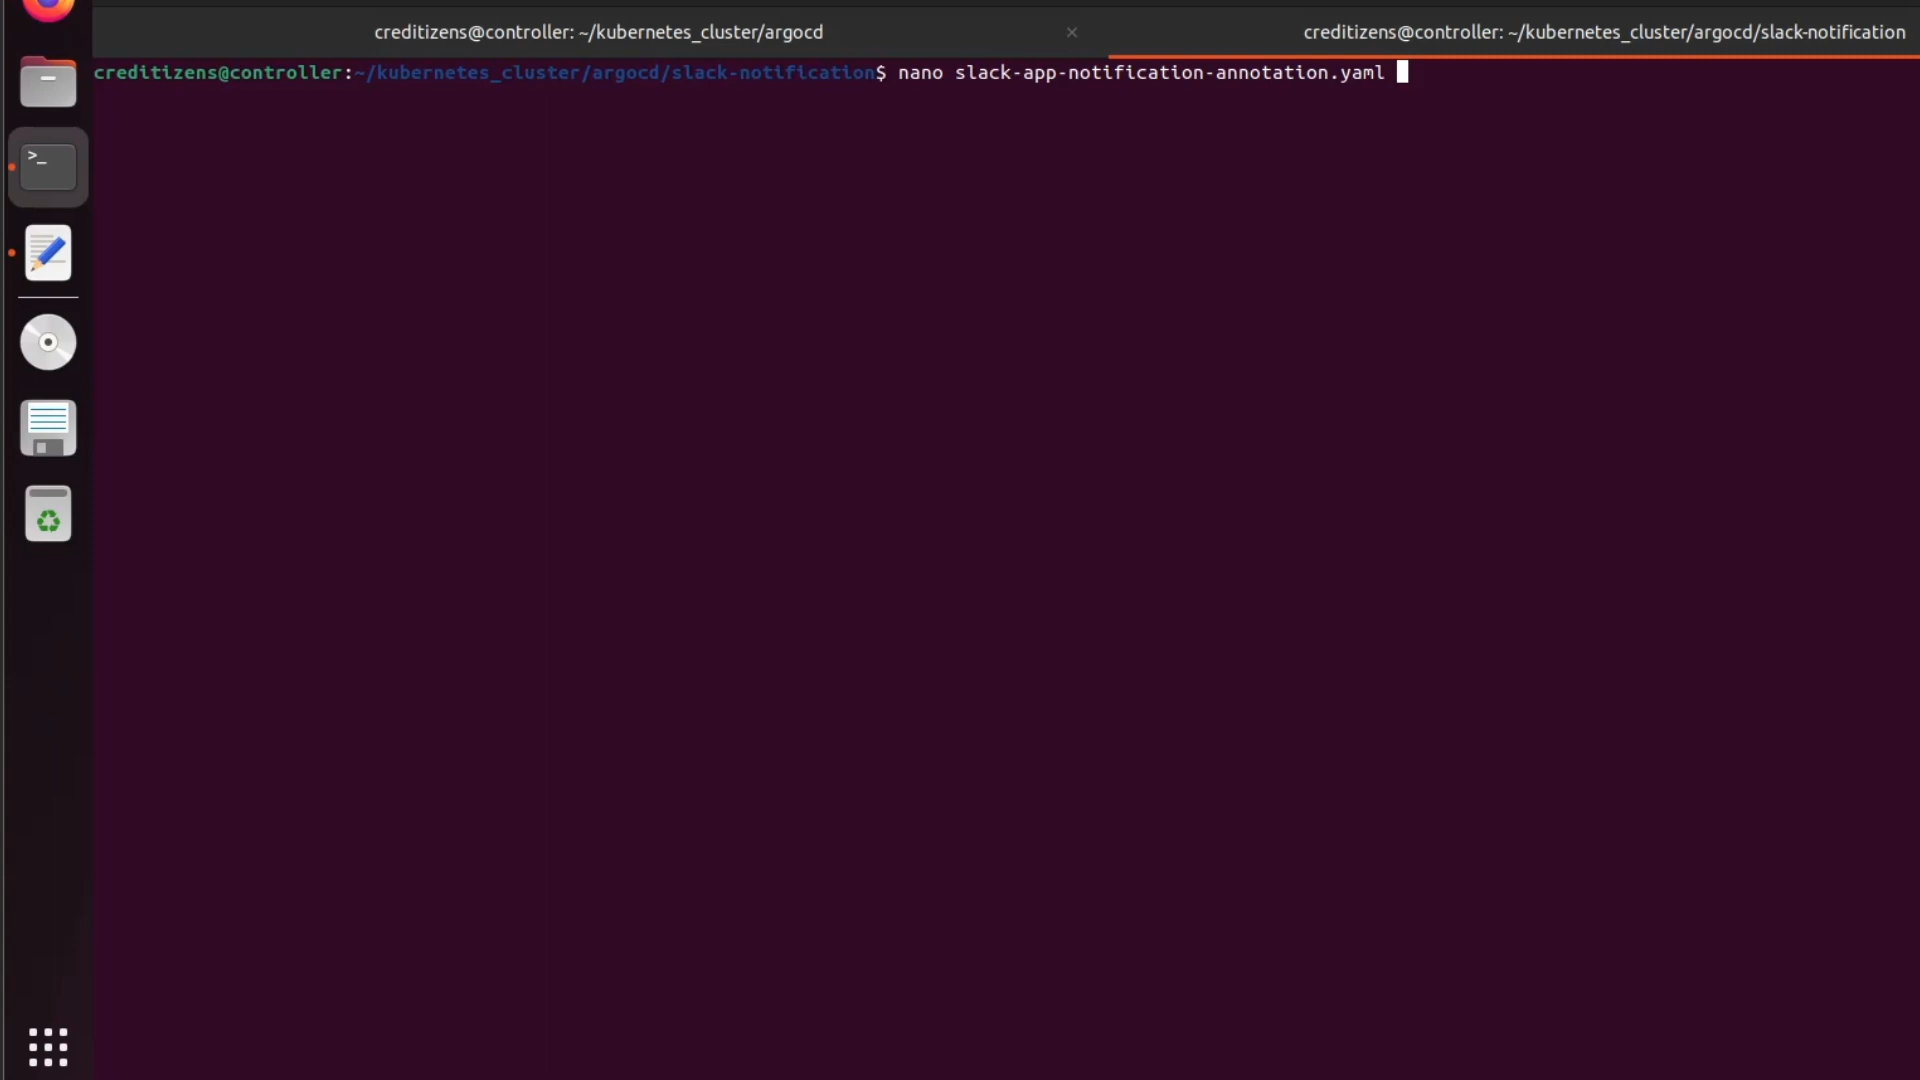 creditizens@controller: ~/kubernetes_cluster/argocd
creditizens@controller: ~/kubernetes_cluster/argocd/slack-notification
creditizens@controller:~/kubernetes_cluster/argocd/slack-notification$ nano slack-app-notification-annotation.yaml